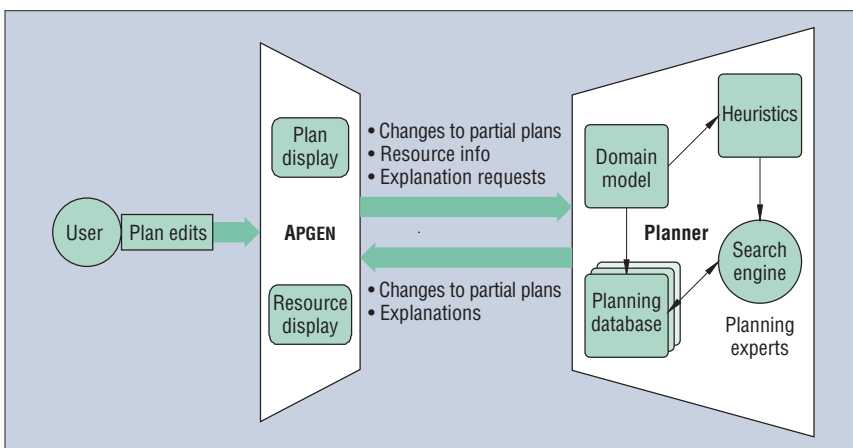 User
Plan edits
Plan
display
APGEN
Resource
display
• Changes to partial plans
• Resource info
• Explanation requests
• Changes to partial plans
• Explanations
Domain
model
Heuristics
Planner
Planning
database
Search
engine
Planning
experts